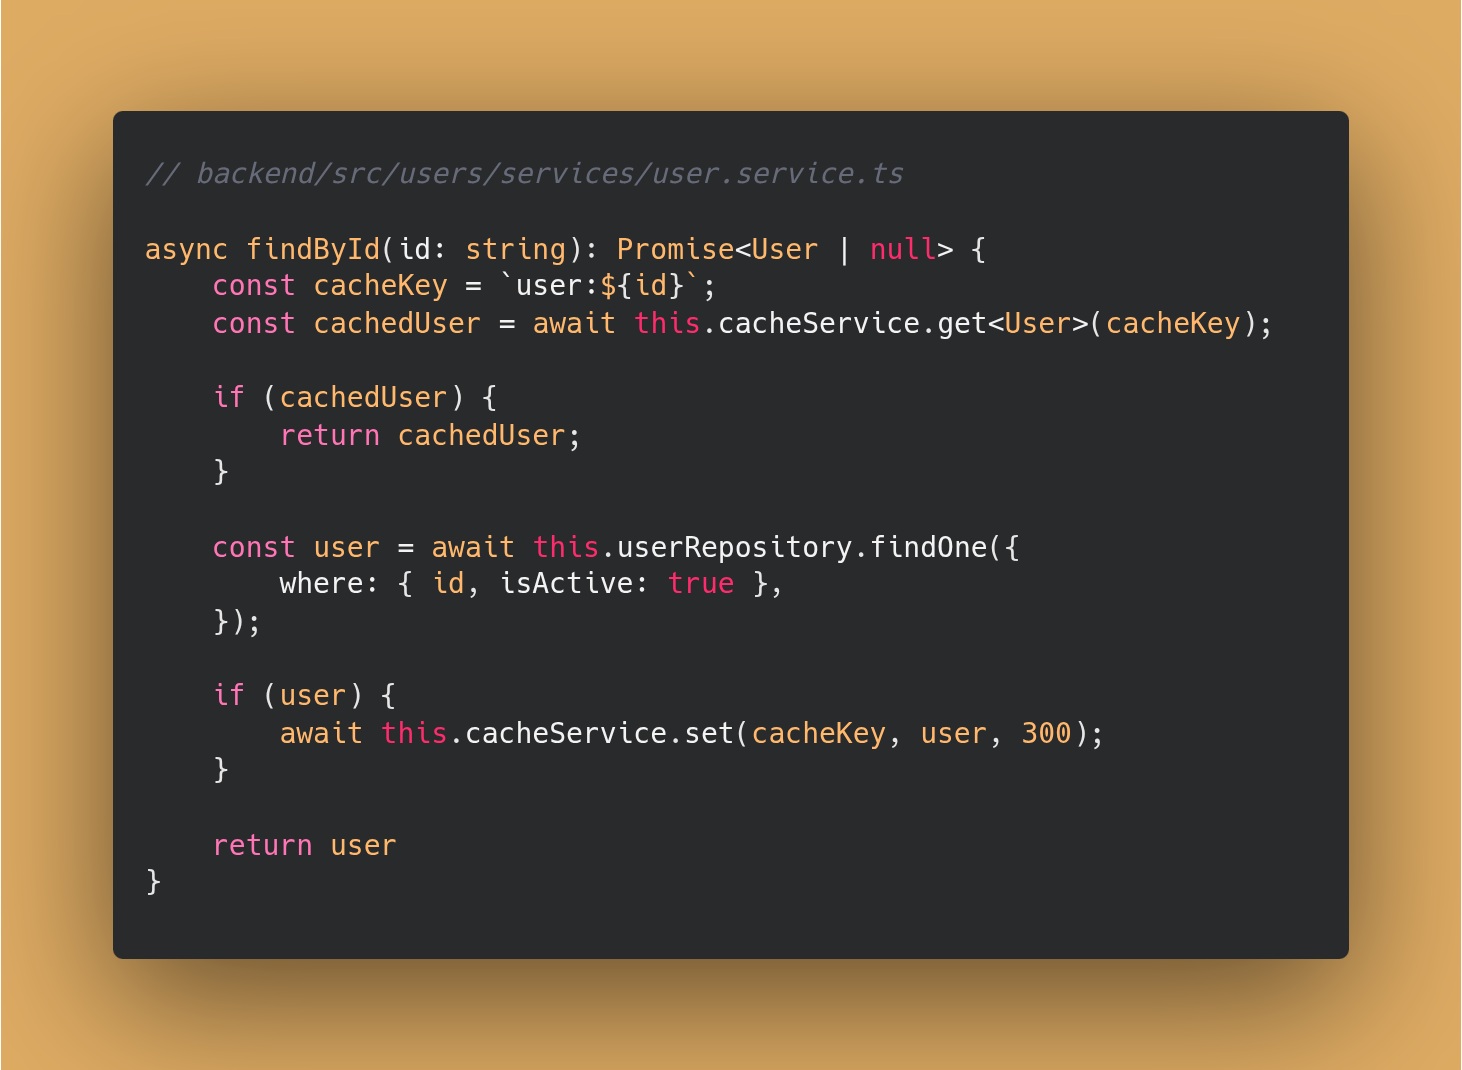 // backend/src/users/services/user.service.ts
async findById(id: string): Promise<User | null> {
    const cacheKey = `user:${id}`;
    const cachedUser = await this.cacheService.get<User>(cacheKey);
    if (cachedUser) {
        return cachedUser;
    }
    const user = await this.userRepository.findOne({
        where: { id, isActive: true },
    });
    if (user) {
        await this.cacheService.set(cacheKey, user, 300);
    }
    return user
}